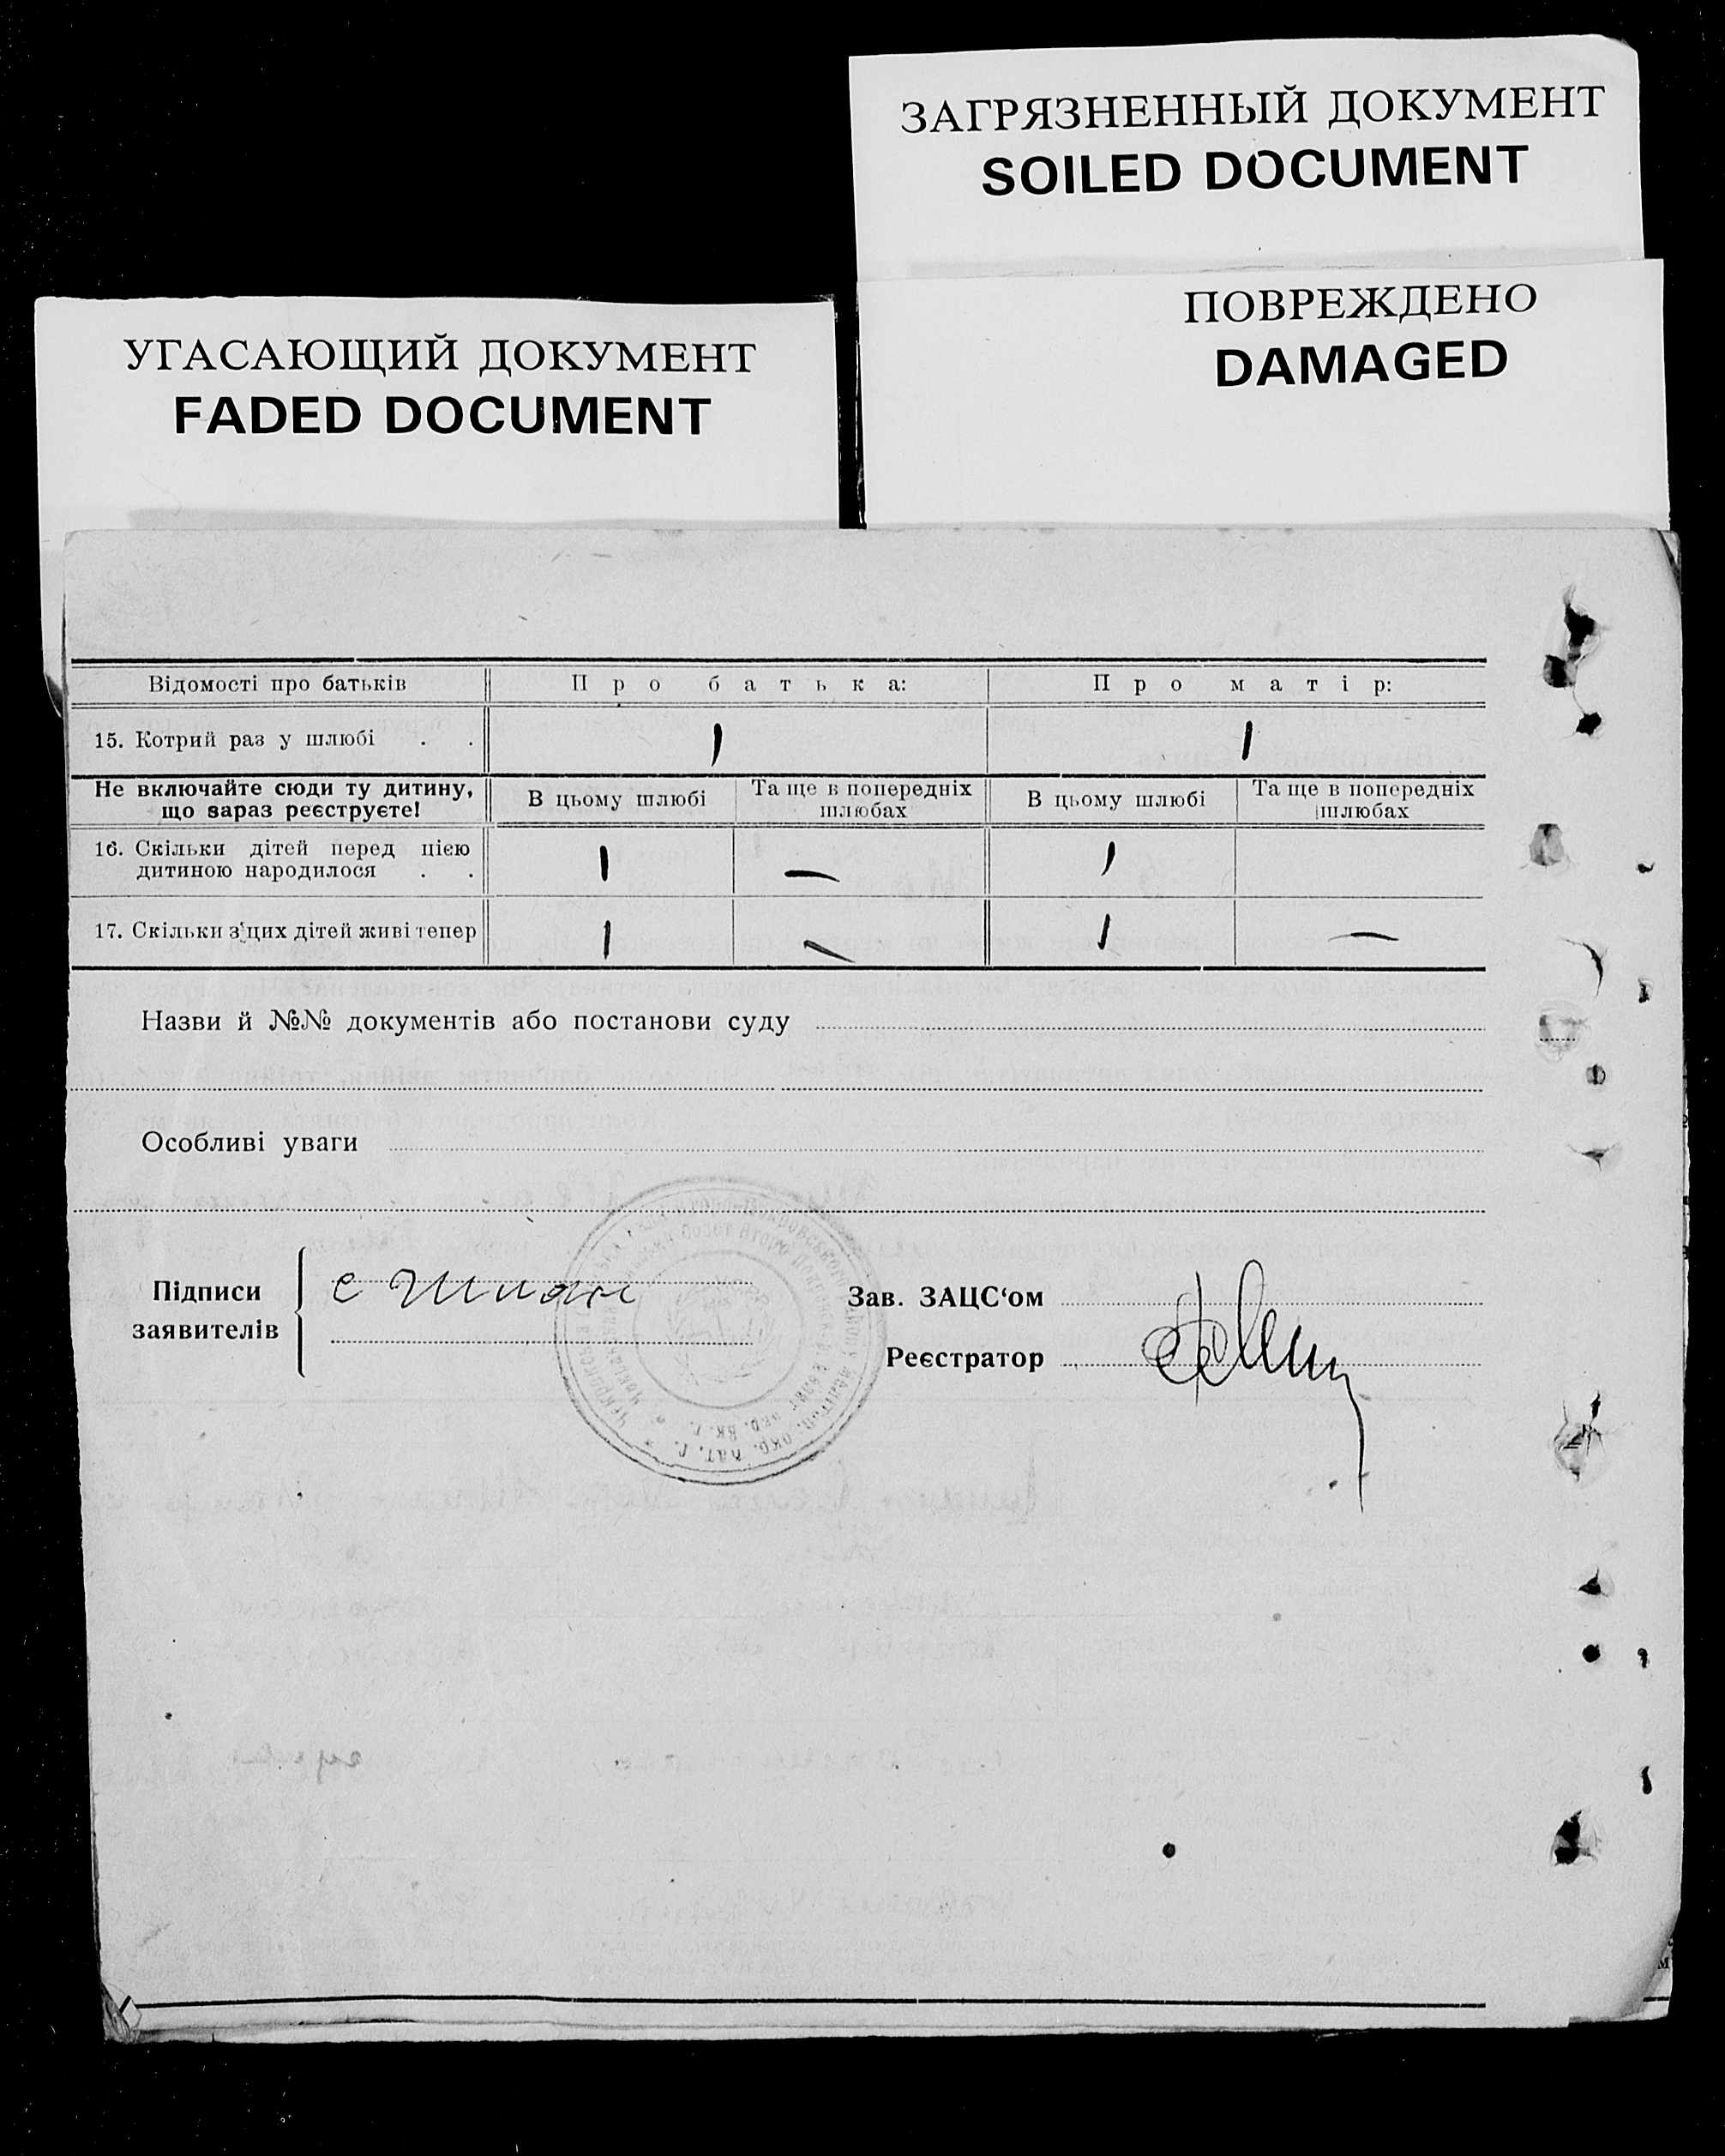 ЗАГРЯЗНЕННЫЙ ДОКУМЕНТ
SOILED DOCUMENT
ПОВРЕЖДЕНО
DAMAGED
УГАСАЮЩИЙ ДОКУМЕНТ
FADED DOCUMENT
Відомості про батьків Про батька: Про матір:
15. Котрий раз у шлюбі . . 1 1
Не включайте сюди ту дитину, що зараз реєструєте! В цьому шлюбі Та ще в попередніх шлюбах В цьому шлюбі Та ще в попередніх шлюбах
16. Скільки дітей перед цією дитиною народилося . . 1 — 1
17. Скільки з цих дітей живі тепер 1 — 1 —
Назви й №№ документів або постанови суду
Особливі уваги
Підписи заявителів
Зав. ЗАЦС‘ом
Реєстратор